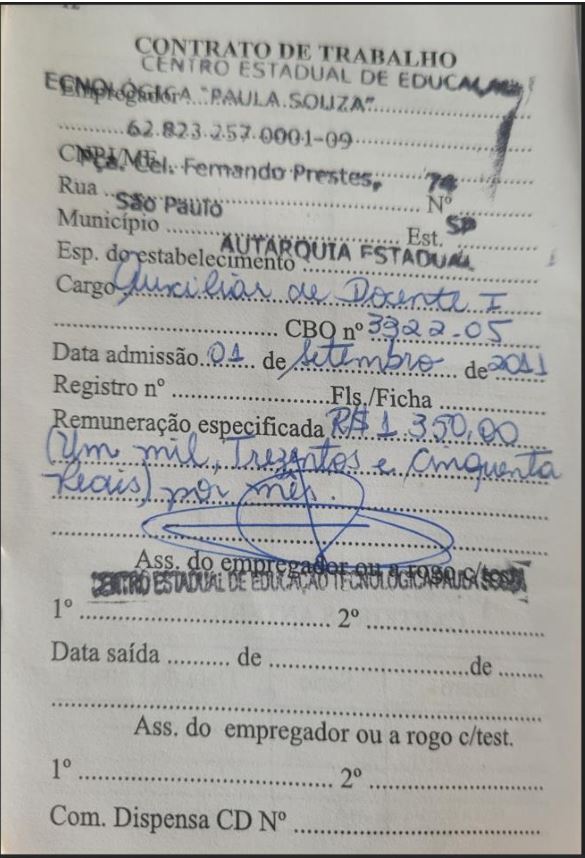 12
CONTRATO DE TRABALHO
CENTRO ESTADUAL DE EDUCAÇÃO
TECNOLÓGICA "PAULA SOUZA"
Empregador
62.823.257.0001-09
CNPJ/MF
Pça. Cel. Fernando Prestes, 74
Rua Nº
São Paulo SP
Município Est.
AUTARQUIA ESTADUAL
Esp. do estabelecimento
Cargo Auxiliar de Docente I
CBO nº 3322-05
Data admissão 01 de setembro de 2011
Registro nº Fls./Ficha
Remuneração especificada R$ 1.350,00
(Um mil, Trezentos e Cinquenta
Reais) por mês.
Ass. do empregador ou a rogo c/test.
CENTRO ESTADUAL DE EDUCAÇÃO TECNOLÓGICA PAULA SOUZA
1º 2º
Data saída de de
Ass. do empregador ou a rogo c/test.
1º 2º
Com. Dispensa CD Nº